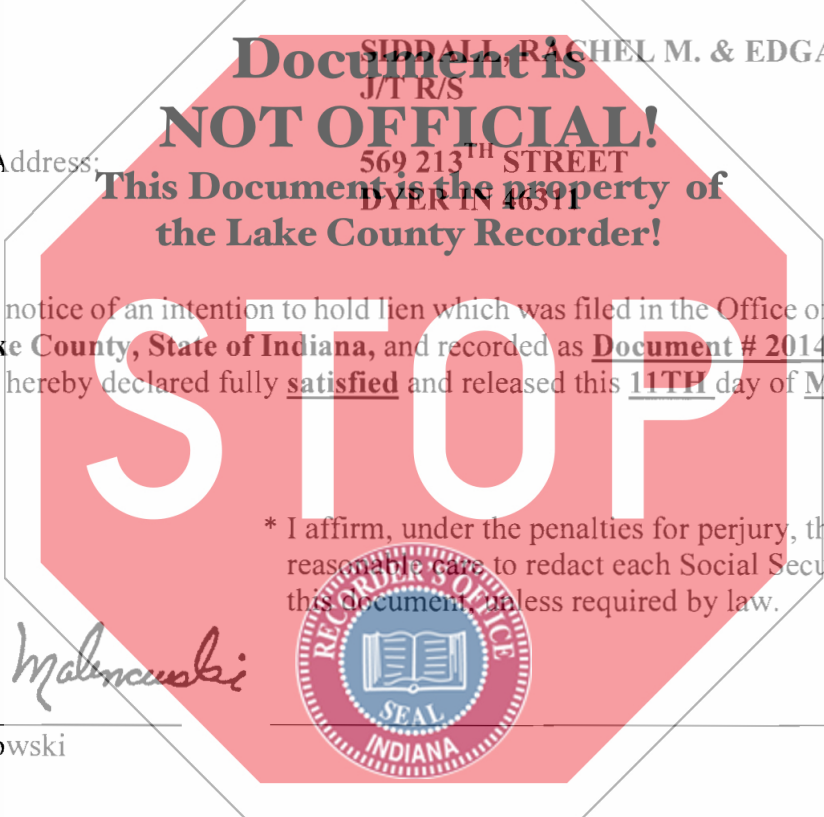 SIDDALL, RACHEL M. & EDGA
Document is
J/T R/S
NOT OFFICIAL!
Address;
569 213TH STREET
This Document is the property of
DYER IN 46311
the Lake County Recorder!
notice of an intention to hold lien which was filed in the Office o
ke County, State of Indiana, and recorded as Document # 2014
hereby declared fully satisfied and released this 11TH day of M
STOP
* I affirm, under the penalties for perjury, th
reasonable care to redact each Social Secu
this document, unless required by law.
RECORDER'S OFFICE
SEAL
INDIANA
owski